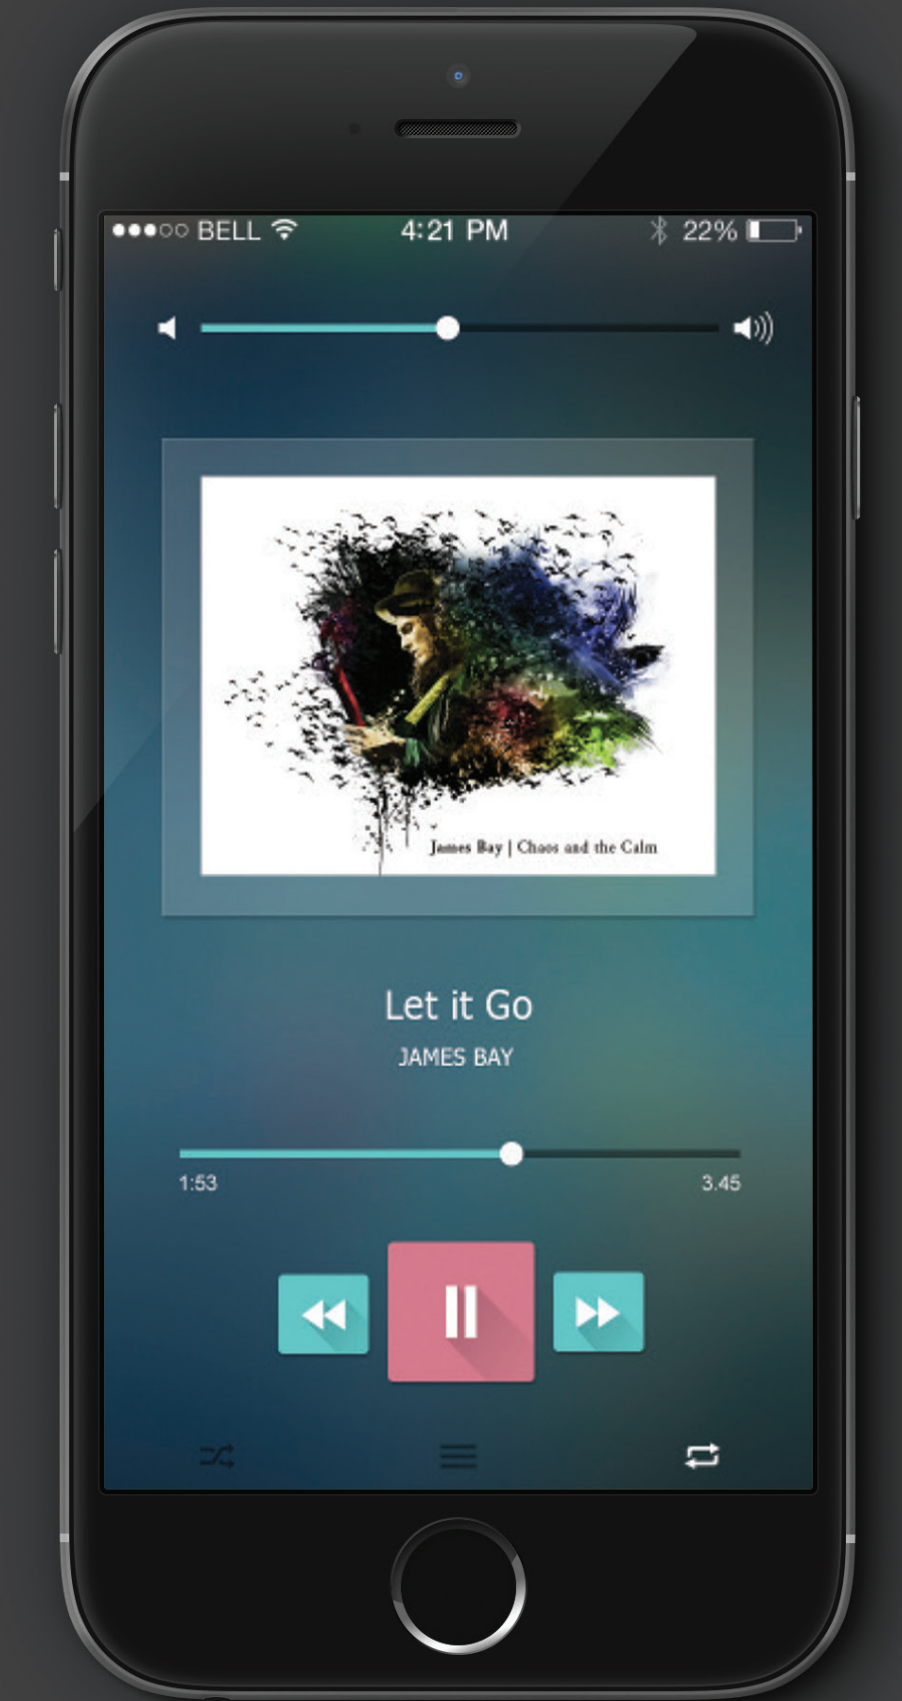 BELL 4:21 PM 22%
James Bay | Chaos and the Calm
Let it Go
JAMES BAY
1:53 3.45